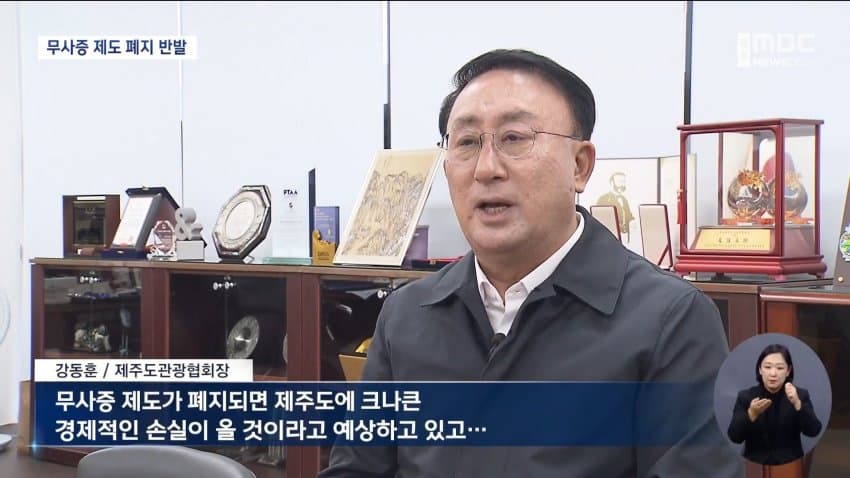 무사증 제도 폐지 반발
MBC
PTAA
강동훈 / 제주도관광협회장
무사증 제도가 폐지되면 제주도에 크나큰
경제적인 손실이 올 것이라고 예상하고 있고…